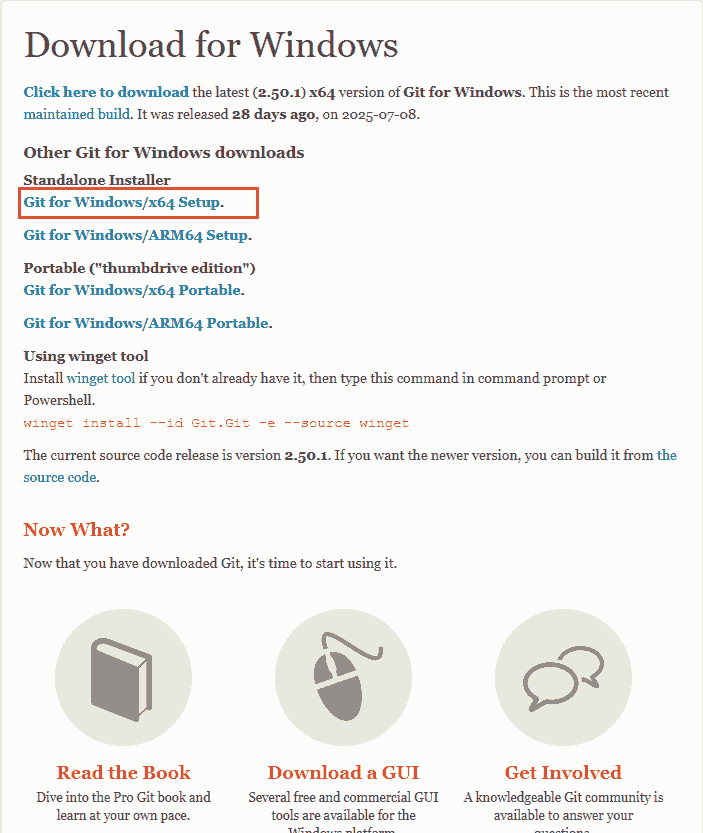 Download for Windows
Click here to download the latest (2.50.1) x64 version of Git for Windows. This is the most recent
maintained build. It was released 28 days ago, on 2025-07-08.
Other Git for Windows downloads
Standalone Installer
Git for Windows/x64 Setup.
Git for Windows/ARM64 Setup.
Portable ("thumbdrive edition")
Git for Windows/x64 Portable.
Git for Windows/ARM64 Portable.
Using winget tool
Install winget tool if you don't already have it, then type this command in command prompt or
Powershell.
winget install --id Git.Git -e --source winget
The current source code release is version 2.50.1. If you want the newer version, you can build it from the
source code.
Now What?
Now that you have downloaded Git, it's time to start using it.
Read the Book
Dive into the Pro Git book and
learn at your own pace.
Download a GUI
Several free and commercial GUI
tools are available for the
Windows platform
Get Involved
A knowledgeable Git community is
available to answer your
questions.